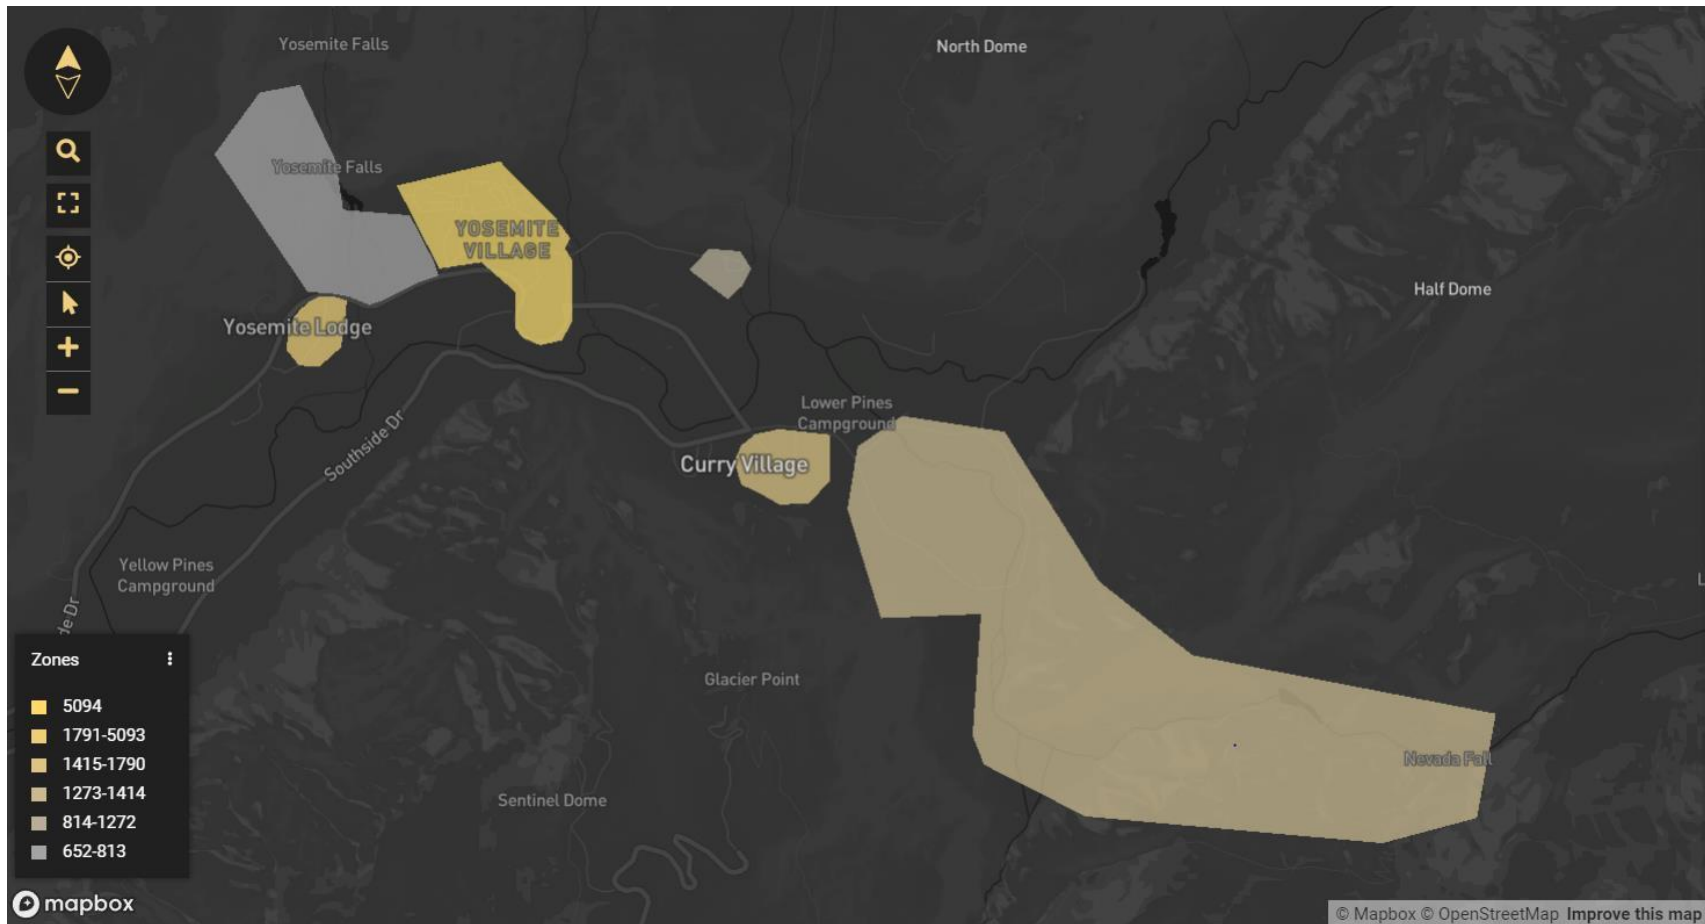 Yosemite Falls
North Dome
Yosemite Falls
YOSEMITE
VILLAGE
Half Dome
Yosemite Lodge
Lower Pines
Campground
Southside Dr
Curry Village
Yellow Pines
Campground
de Dr
L
Glacier Point
Nevada Fall
Sentinel Dome
Zones
5094
1791-5093
1415-1790
1273-1414
814-1272
652-813
mapbox
© Mapbox © OpenStreetMap Improve this map